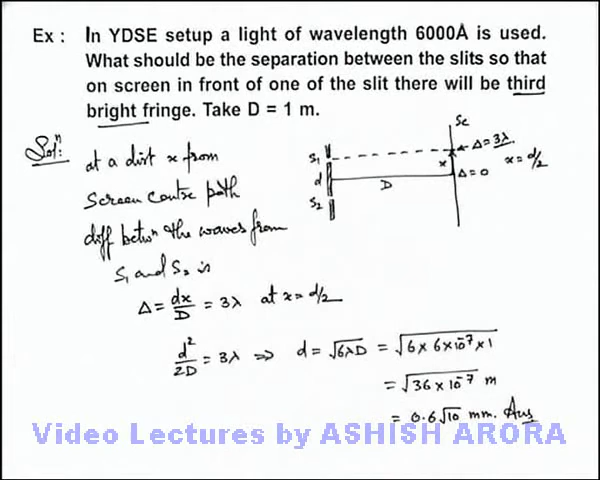 Ex : In YDSE setup a light of wavelength 6000Å is used.
What should be the separation between the slits so that
on screen in front of one of the slit there will be third
bright fringe. Take D = 1 m.
Solⁿ:
at a dist x from
screen centre path
diff betwⁿ the waves from
S₁ and S₂ is
Sc
S₁
d
S₂
D
x
Δ=3λ
Δ=0
x = d/2
Δ = dx/D = 3λ at x = d/2
d²/2D = 3λ ⇒ d = √6λD = √6 × 6×10⁻⁷ × 1
= √36 × 10⁻⁷ m
= 0.6√10 mm. Ans
Video Lectures by ASHISH ARORA